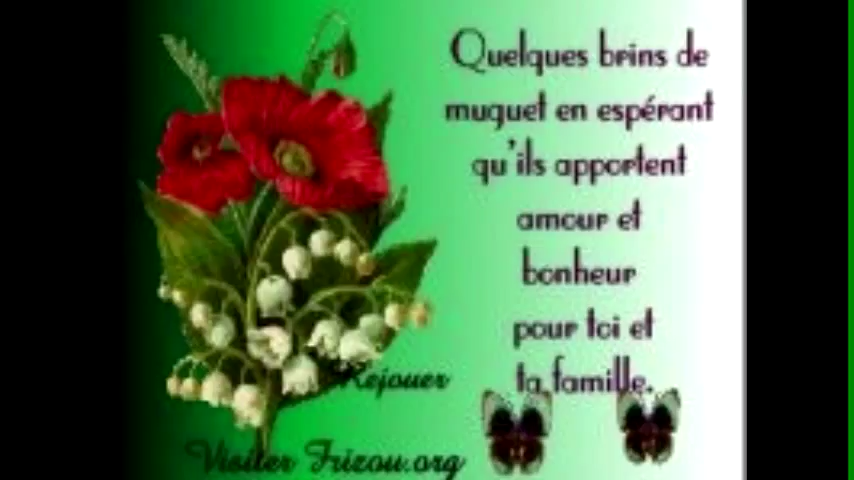 Quelques brins de
muguet en espérant
qu'ils apportent
amour et
bonheur
pour toi et
ta famille.
Rejouer
Visiter Frizou.org